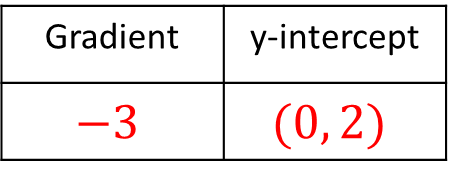 Gradient y-intercept
−3 (0, 2)